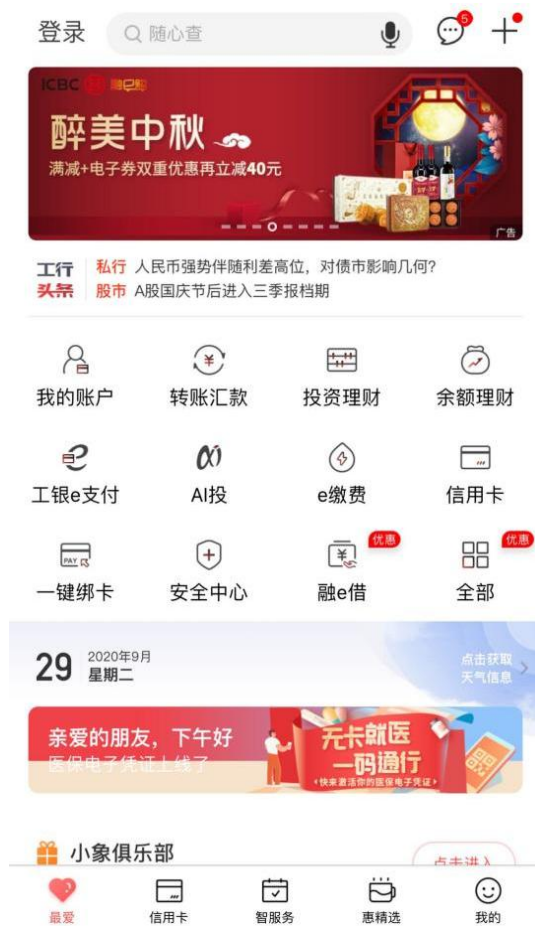 登录
随心查
5
ICBC 融e购
醉美中秋
满减+电子券双重优惠再立减40元
广告
工行头条
私行 人民币强势伴随利差高位，对债市影响几何？
股市 A股国庆节后进入三季报档期
我的账户 转账汇款 投资理财 余额理财
工银e支付 AI投 e缴费 信用卡
优惠 优惠
PAY
一键绑卡 安全中心 融e借 全部
29 2020年9月 星期二
点击获取
天气信息
亲爱的朋友，下午好
医保电子凭证上线了
无卡就医
一码通行
快来激活你的医保电子凭证
小象俱乐部
点击进入
最爱 信用卡 智服务 惠精选 我的